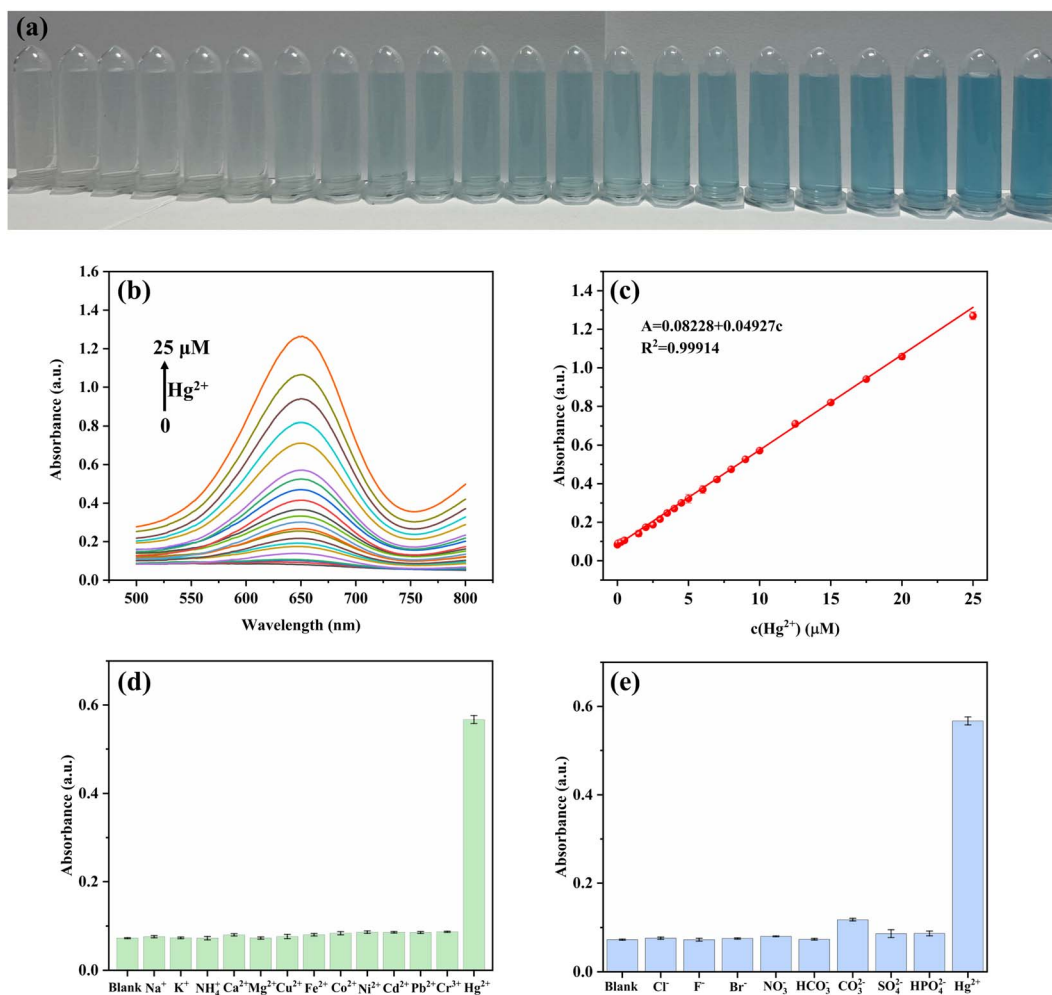 (a)
(b)
1.6
1.4
1.2
1.0
0.8
0.6
0.4
0.2
0.0
Absorbance (a.u.)
25 μM
Hg²⁺
0
500 550 600 650 700 750 800
Wavelength (nm)
(c)
1.4
1.2
1.0
0.8
0.6
0.4
0.2
0.0
Absorbance (a.u.)
A=0.08228+0.04927c
R²=0.99914
0 5 10 15 20 25
c(Hg²⁺) (μM)
(d)
0.6
0.4
0.2
0.0
Absorbance (a.u.)
Blank Na⁺ K⁺ NH₄⁺ Ca²⁺ Mg²⁺ Cu²⁺ Fe²⁺ Co²⁺ Ni²⁺ Cd²⁺ Pb²⁺ Cr³⁺ Hg²⁺
(e)
0.6
0.4
0.2
0.0
Absorbance (a.u.)
Blank Cl⁻ F⁻ Br⁻ NO₃⁻ HCO₃⁻ CO₃²⁻ SO₄²⁻ HPO₄²⁻ Hg²⁺